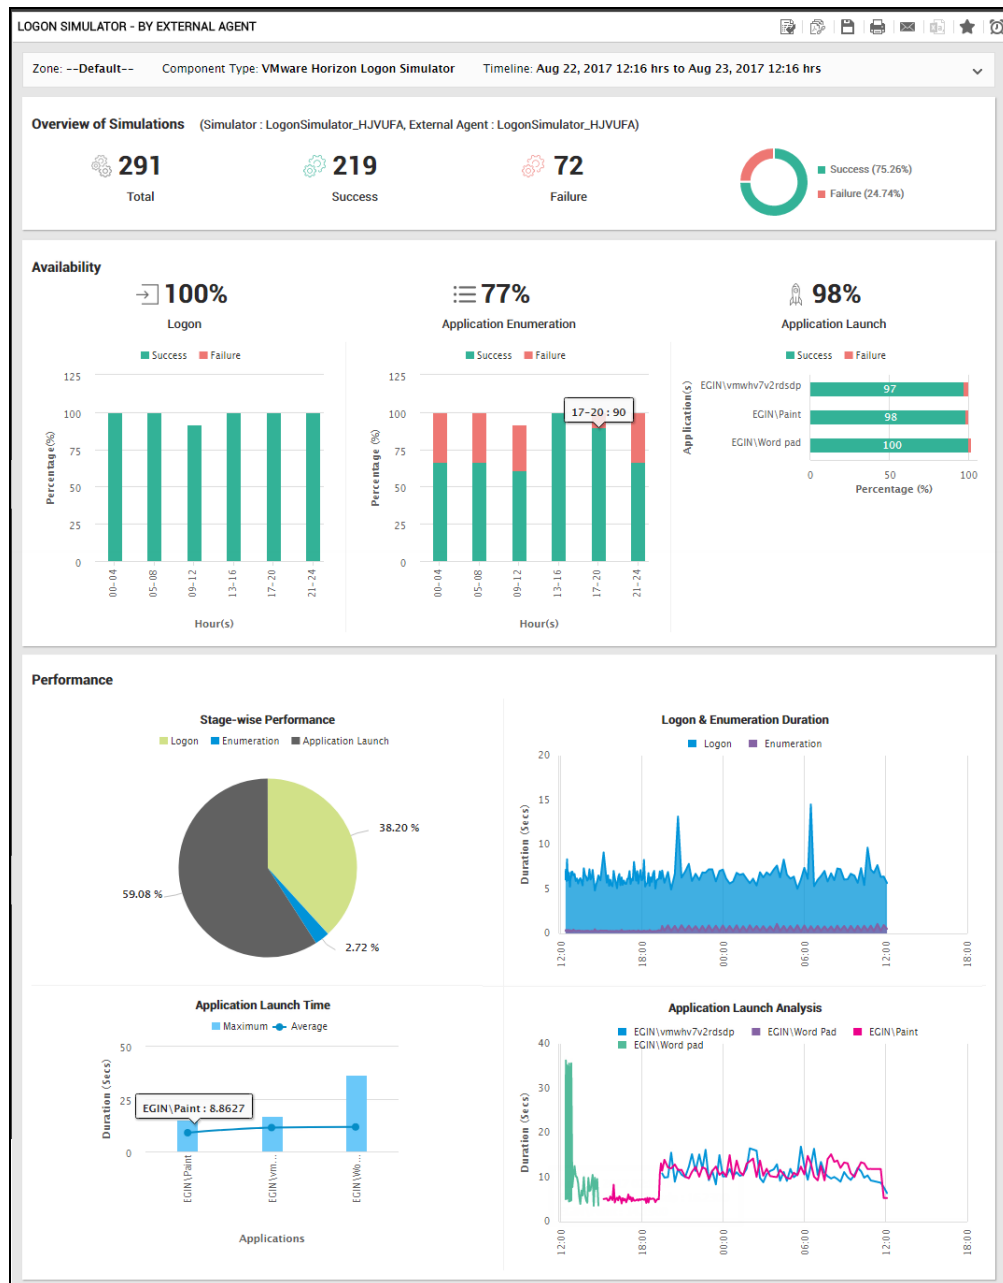 LOGON SIMULATOR - BY EXTERNAL AGENT
Zone: --Default-- Component Type: VMware Horizon Logon Simulator Timeline: Aug 22, 2017 12:16 hrs to Aug 23, 2017 12:16 hrs
Overview of Simulations (Simulator : LogonSimulator_HJVUFA, External Agent : LogonSimulator_HJVUFA)
291
Total
219
Success
72
Failure
Success (75.26%)
Failure (24.74%)
Availability
100%
Logon
Success Failure
125
100
75
50
25
0
Percentage(%)
00-04
05-08
09-12
13-16
17-20
21-24
Hour(s)
77%
Application Enumeration
Success Failure
125
100
75
50
25
0
Percentage (%)
17-20 : 90
00-04
05-08
09-12
13-16
17-20
21-24
Hour(s)
98%
Application Launch
Success Failure
Application(s)
EGIN\vmwhv7v2rdsdp
97
EGIN\Paint
98
EGIN\Word pad
100
0 50 100
Percentage (%)
Performance
Stage-wise Performance
Logon Enumeration Application Launch
38.20 %
59.08 %
2.72 %
Logon & Enumeration Duration
Logon Enumeration
20
15
10
5
0
Duration (Secs)
12:00
18:00
00:00
06:00
12:00
18:00
Application Launch Time
Maximum Average
50
25
0
Duration (Secs)
EGIN\Paint : 8.8627
EGIN\Paint
EGIN\vm...
EGIN\Wo...
Applications
Application Launch Analysis
EGIN\vmwhv7v2rdsdp EGIN\Word Pad EGIN\Paint
EGIN\Word pad
40
30
20
10
0
Duration (Secs)
12:00
18:00
00:00
06:00
12:00
18:00